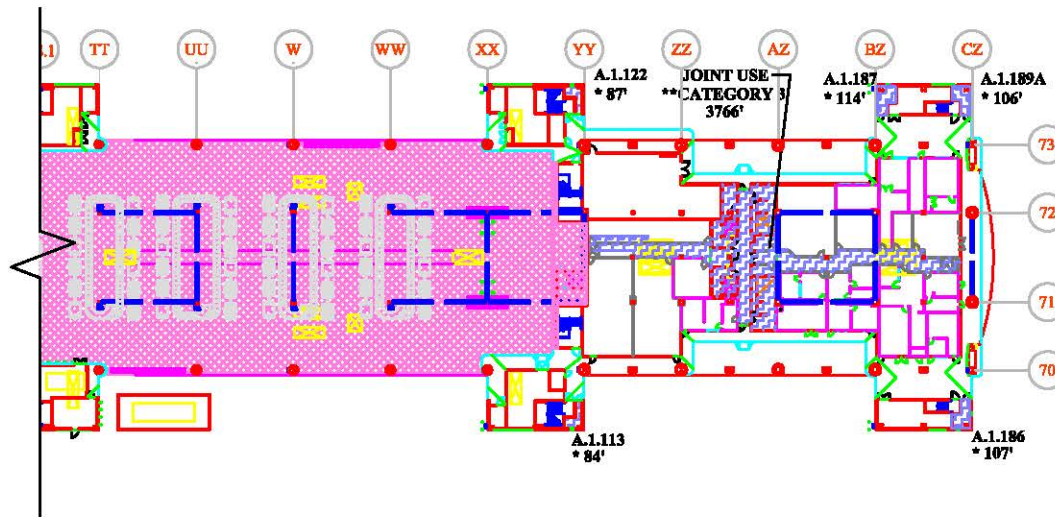 TT
UU
W
WW
XX
YY
ZZ
AZ
BZ
CZ
A.1.122
* 87'
JOINT USE
**CATEGORY 3
3766'
A.1.187
* 114'
A.1.189A
* 106'
73
72
71
70
A.1.113
* 84'
A.1.186
* 107'